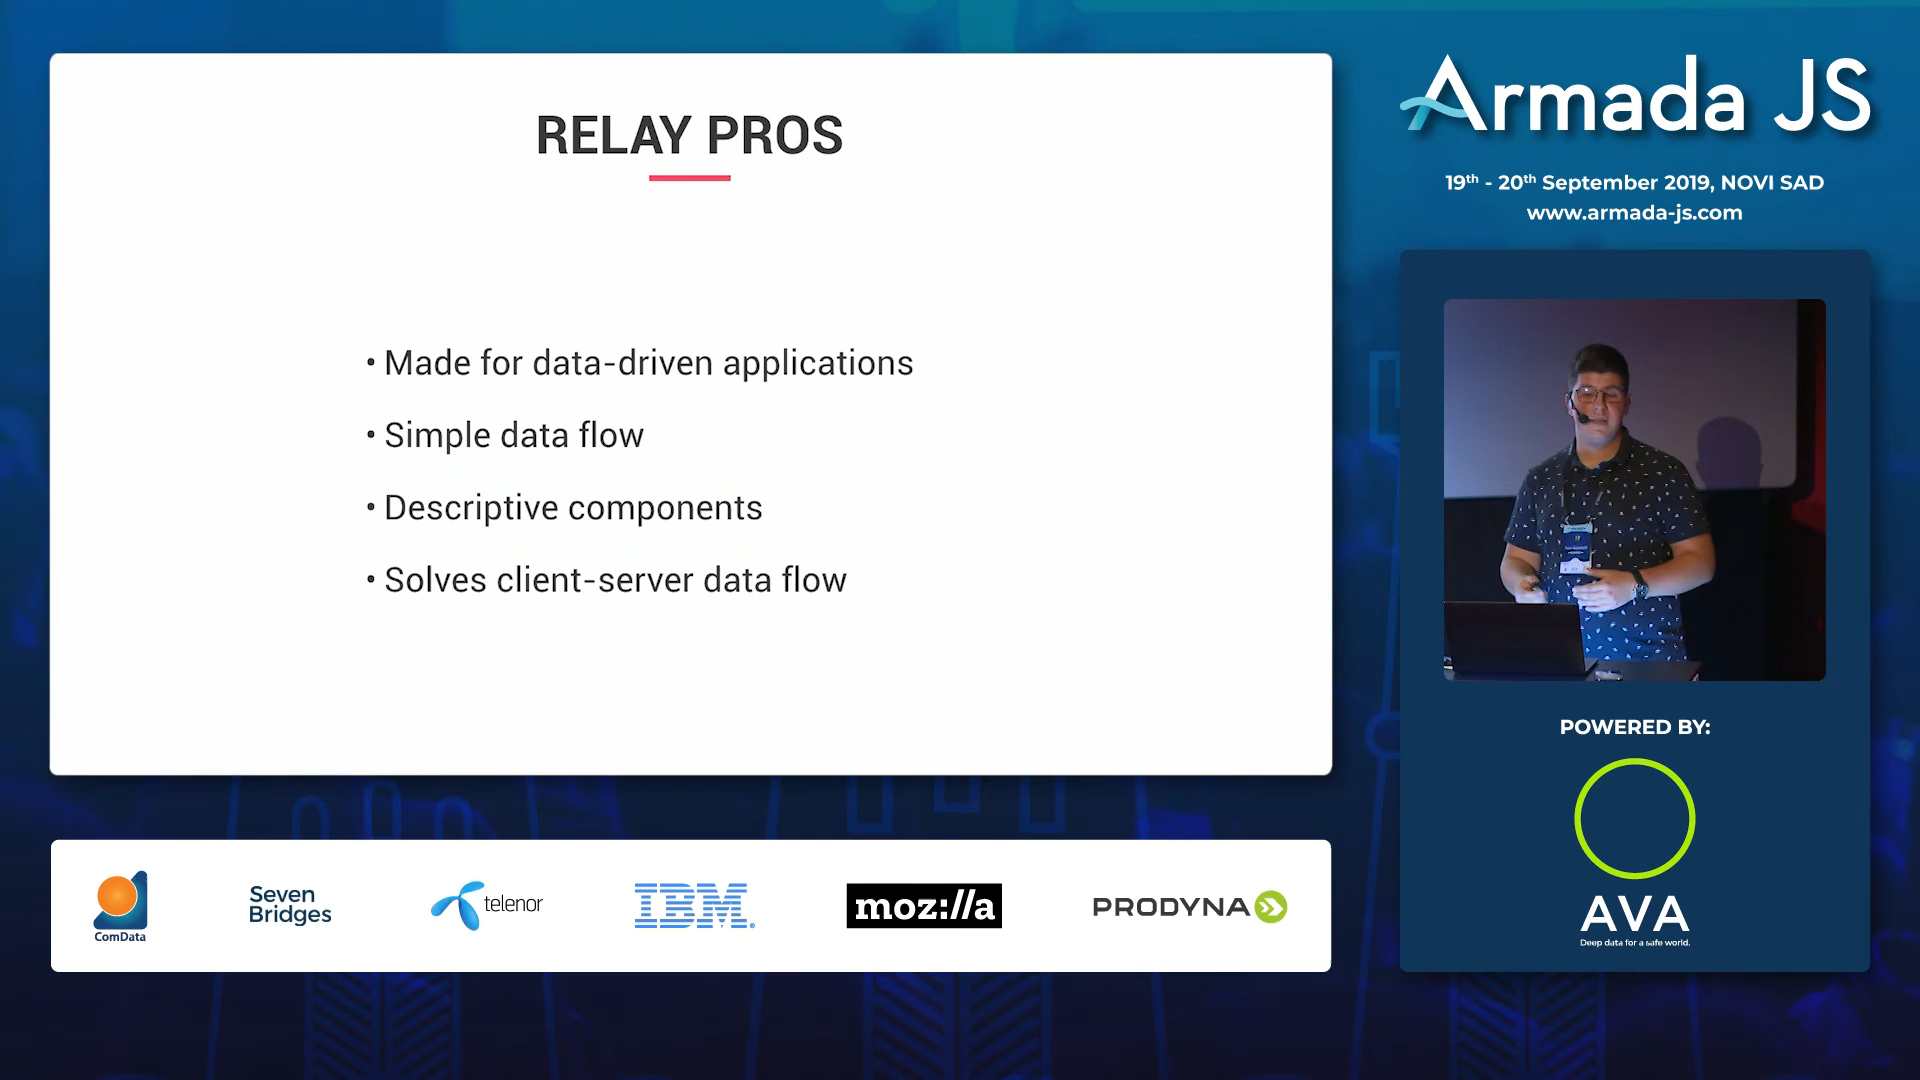 RELAY PROS
• Made for data-driven applications
• Simple data flow
• Descriptive components
• Solves client-server data flow
Armada JS
19th - 20th September 2019, NOVI SAD
www.armada-js.com
POWERED BY:
AVA
Deep data for a safe world.
ComData
Seven
Bridges
telenor
IBM
moz://a
PRODYNA